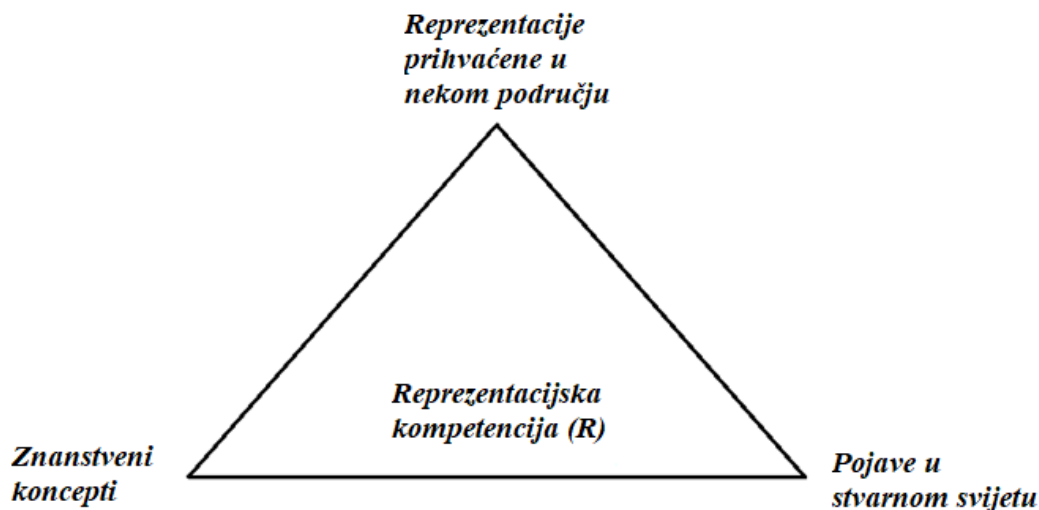 Reprezentacije
prihvaćene u
nekom području
Reprezentacijska
kompetencija (R)
Znanstveni
koncepti
Pojave u
stvarnom svijetu